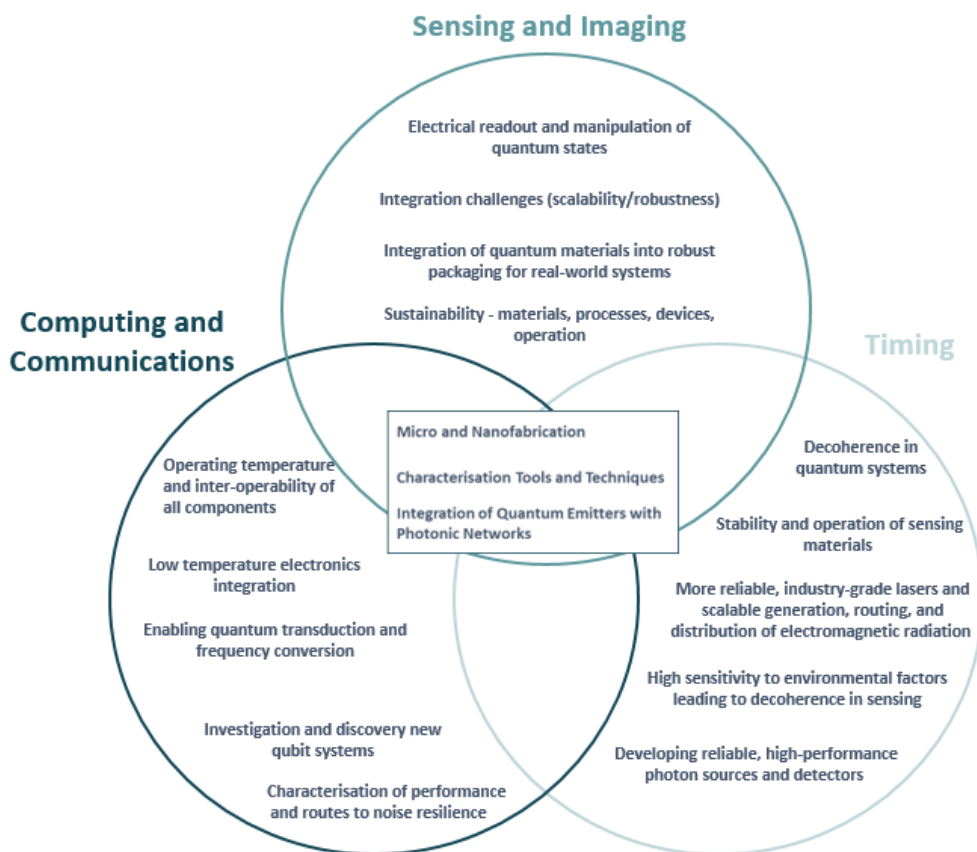 Sensing and Imaging
Electrical readout and manipulation of
quantum states
Integration challenges (scalability/robustness)
Integration of quantum materials into robust
packaging for real-world systems
Sustainability - materials, processes, devices,
operation
Computing and
Communications
Timing
Micro and Nanofabrication
Characterisation Tools and Techniques
Integration of Quantum Emitters with
Photonic Networks
Operating temperature
and inter-operability of
all components
Low temperature electronics
integration
Enabling quantum transduction and
frequency conversion
Investigation and discovery new
qubit systems
Characterisation of performance
and routes to noise resilience
Decoherence in
quantum systems
Stability and operation of sensing
materials
More reliable, industry-grade lasers and
scalable generation, routing, and
distribution of electromagnetic radiation
High sensitivity to environmental factors
leading to decoherence in sensing
Developing reliable, high-performance
photon sources and detectors